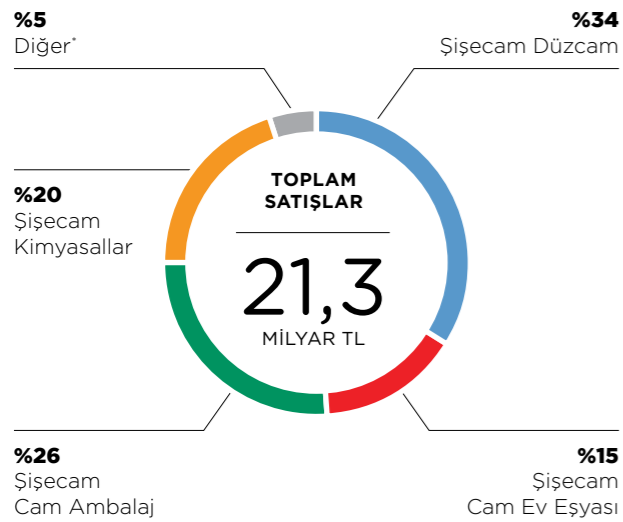 %5
Diğer*
%34
Şişecam Düzcam
TOPLAM
SATIŞLAR
21,3
MİLYAR TL
%20
Şişecam
Kimyasallar
%26
Şişecam
Cam Ambalaj
%15
Şişecam
Cam Ev Eşyası